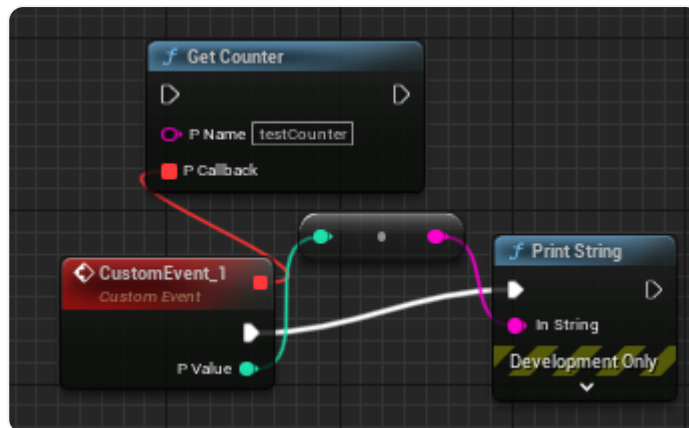 Get Counter
P Name testCounter
P Callback
CustomEvent_1
Custom Event
P Value
Print String
In String
Development Only